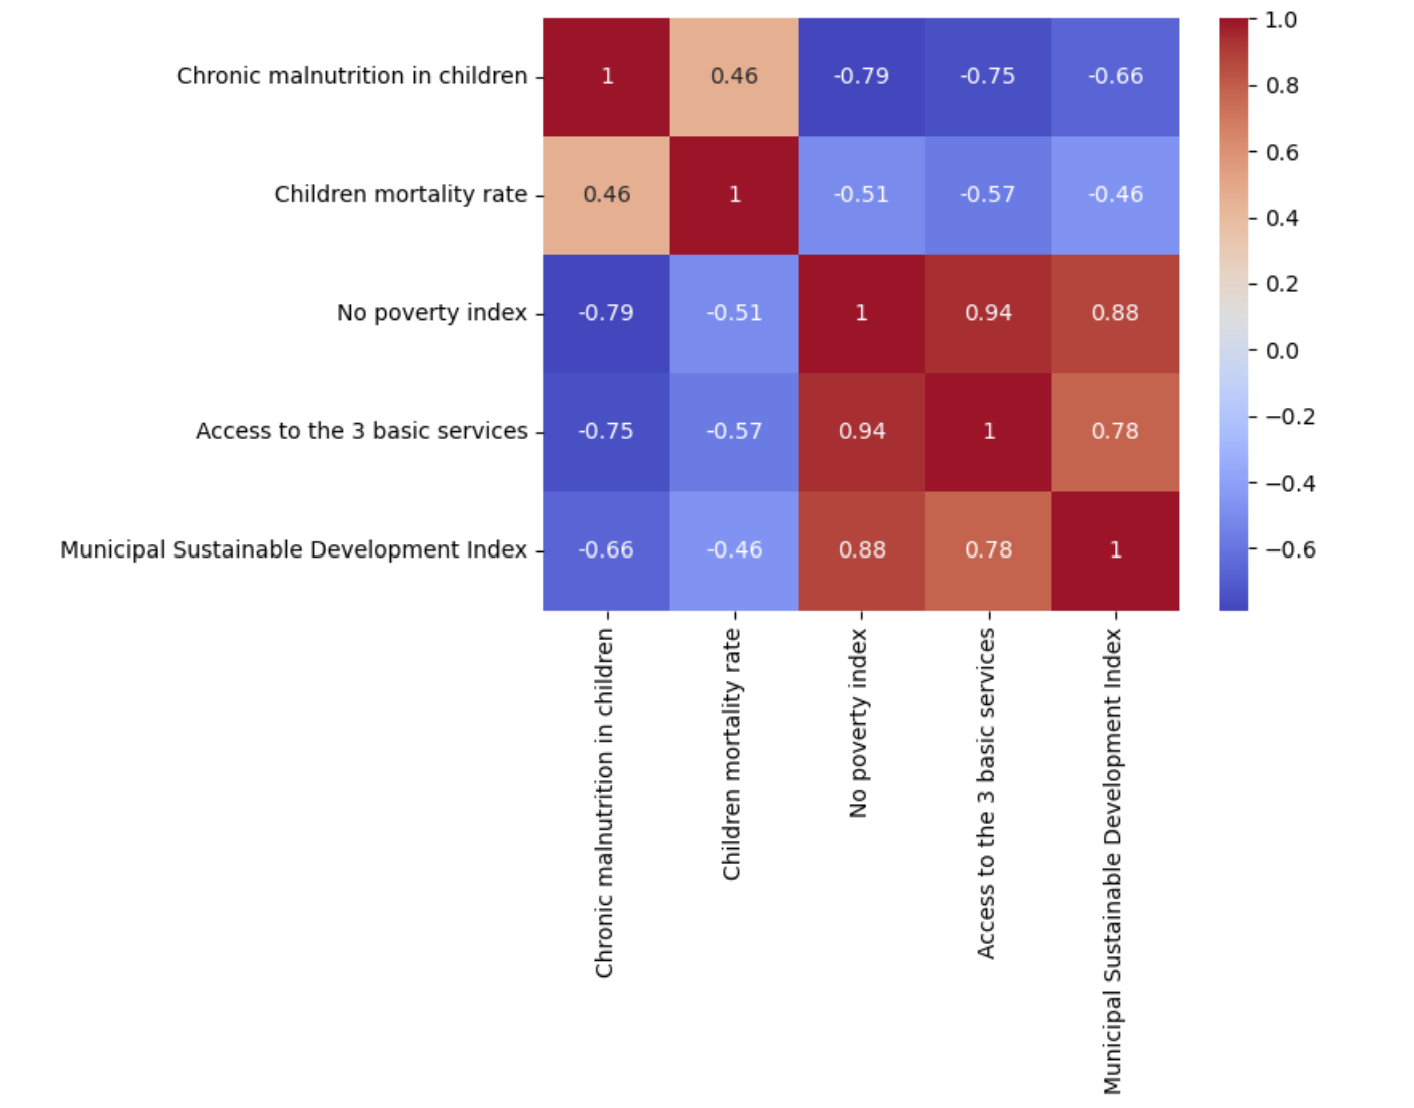 Chronic malnutrition in children 1 0.46 -0.79 -0.75 -0.66
Children mortality rate 0.46 1 -0.51 -0.57 -0.46
No poverty index -0.79 -0.51 1 0.94 0.88
Access to the 3 basic services -0.75 -0.57 0.94 1 0.78
Municipal Sustainable Development Index -0.66 -0.46 0.88 0.78 1
Chronic malnutrition in children
Children mortality rate
No poverty index
Access to the 3 basic services
Municipal Sustainable Development Index
1.0
0.8
0.6
0.4
0.2
0.0
−0.2
−0.4
−0.6